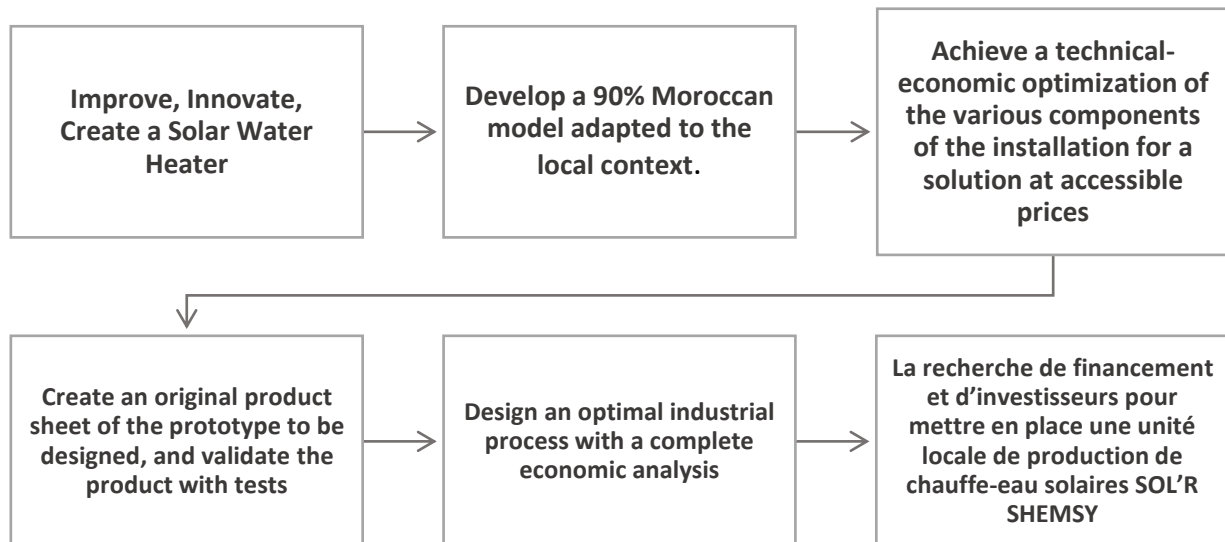 Improve, Innovate,
Create a Solar Water
Heater
Develop a 90% Moroccan
model adapted to the
local context.
Achieve a technical-
economic optimization of
the various components
of the installation for a
solution at accessible
prices
Create an original product
sheet of the prototype to be
designed, and validate the
product with tests
Design an optimal industrial
process with a complete
economic analysis
La recherche de financement
et d’investisseurs pour
mettre en place une unité
locale de production de
chauffe-eau solaires SOL’R
SHEMSY